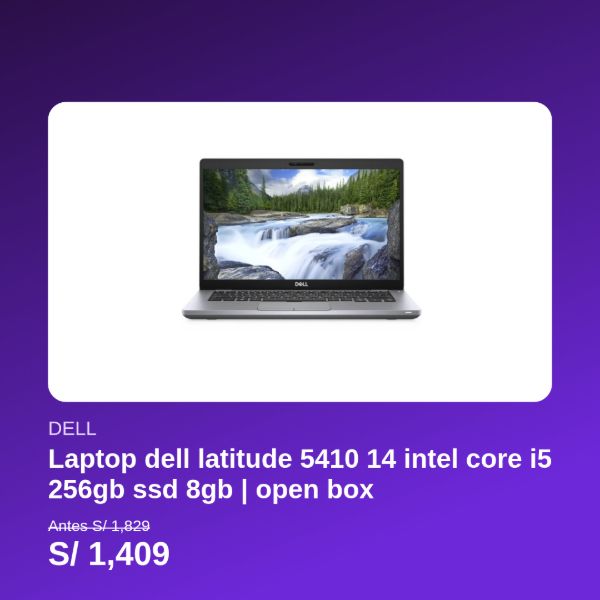 DELL
DELL
Laptop dell latitude 5410 14 intel core i5
256gb ssd 8gb | open box
Antes S/ 1,829
S/ 1,409